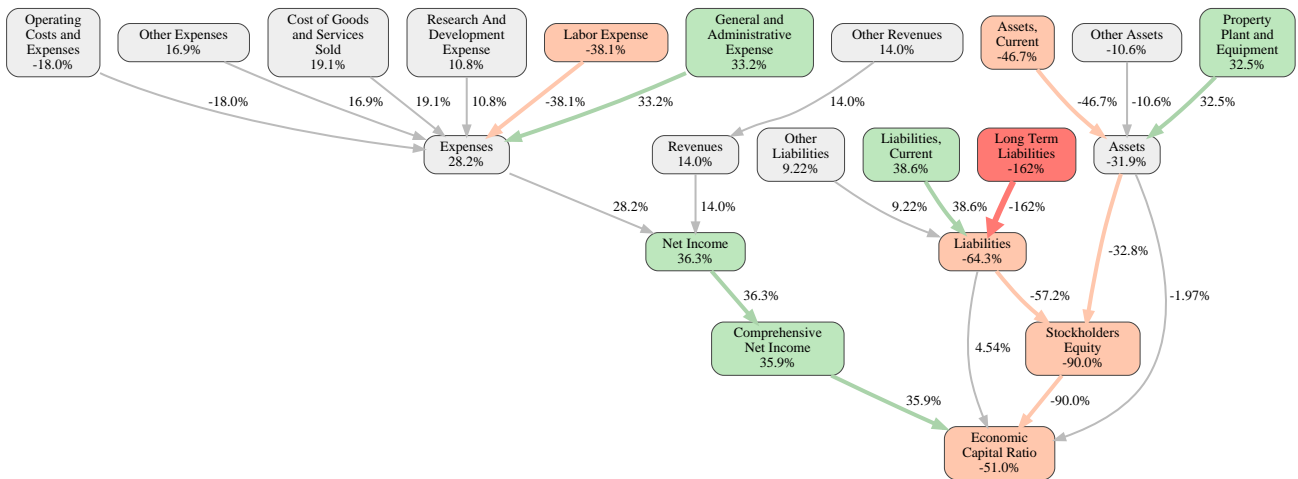 Operating
Costs and
Expenses
-18.0%
Other Expenses
16.9%
Cost of Goods
and Services
Sold
19.1%
Research And
Development
Expense
10.8%
Labor Expense
-38.1%
General and
Administrative
Expense
33.2%
Other Revenues
14.0%
Assets,
Current
-46.7%
Other Assets
-10.6%
Property
Plant and
Equipment
32.5%
-18.0%
16.9%
19.1%
10.8%
-38.1%
33.2%
14.0%
-46.7%
-10.6%
32.5%
Expenses
28.2%
Revenues
14.0%
Other
Liabilities
9.22%
Liabilities,
Current
38.6%
Long Term
Liabilities
-162%
Assets
-31.9%
28.2%
14.0%
9.22%
38.6%
-162%
Net Income
36.3%
Liabilities
-64.3%
-32.8%
36.3%
-57.2%
-1.97%
Comprehensive
Net Income
35.9%
4.54%
Stockholders
Equity
-90.0%
35.9%
-90.0%
Economic
Capital Ratio
-51.0%